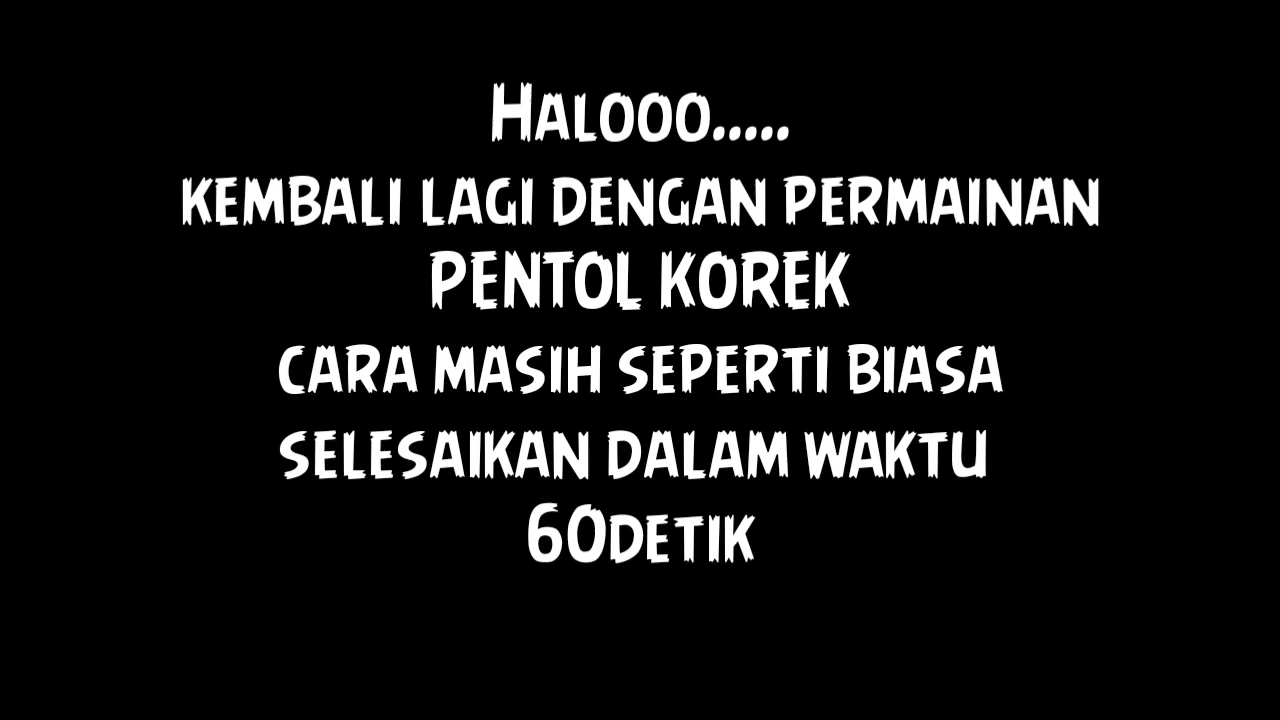 Halooo.....
KEMBALI LAGI DENGAN PERMAINAN
PENTOL KOREK
CARA MASIH SEPERTI BIASA
SELESAIKAN DALAM WAKTU
60DETIK